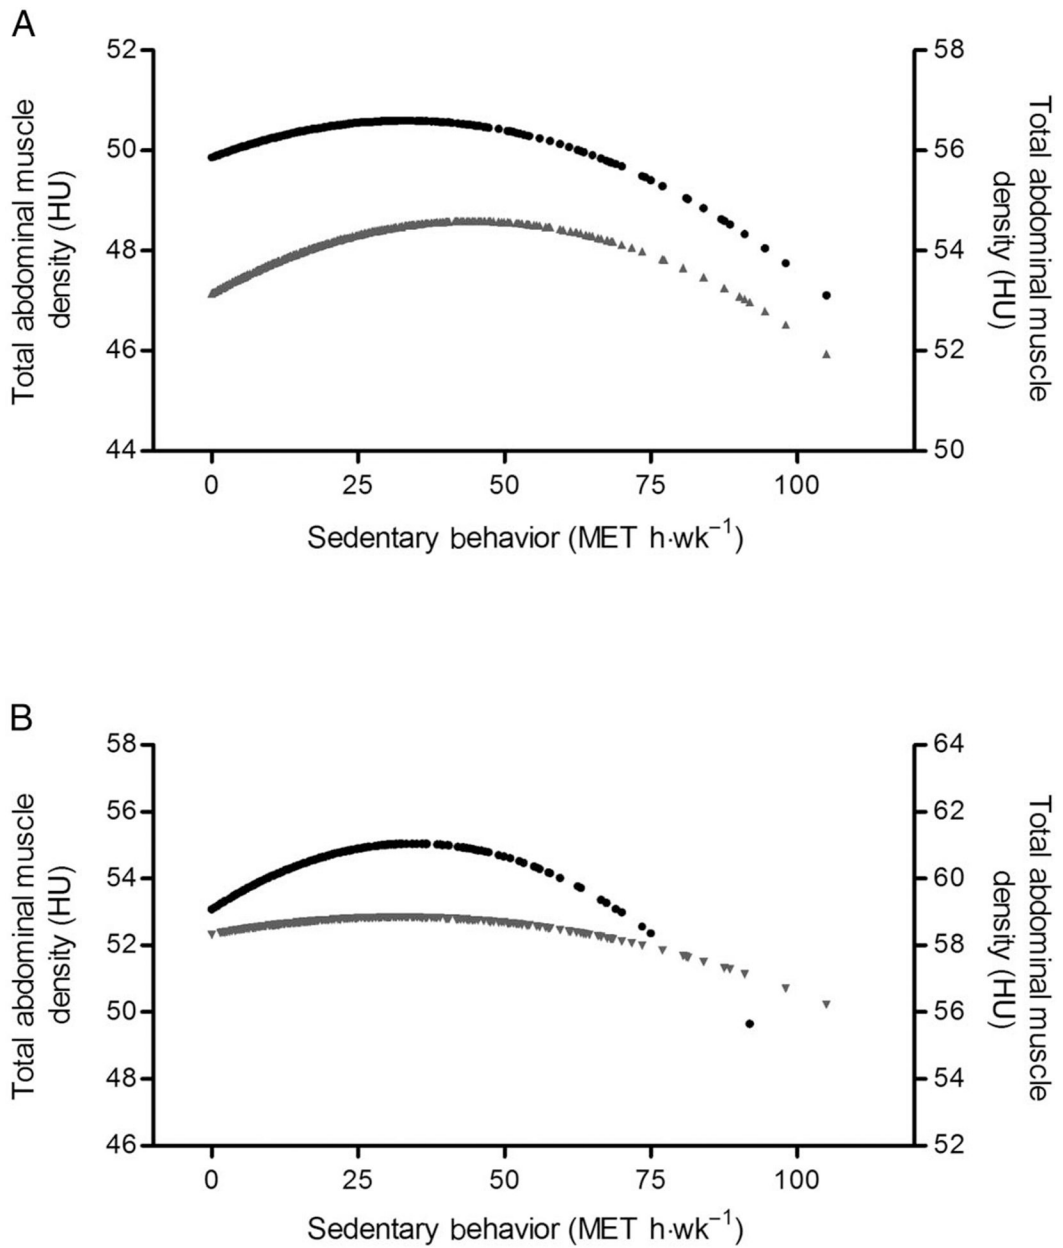 A
52
50
48
46
44
Total abdominal muscle
density (HU)
58
56
54
52
50
Total abdominal muscle
density (HU)
0 25 50 75 100
Sedentary behavior (MET h·wk⁻¹)
B
58
56
54
52
50
48
46
Total abdominal muscle
density (HU)
64
62
60
58
56
54
52
Total abdominal muscle
density (HU)
0 25 50 75 100
Sedentary behavior (MET h·wk⁻¹)